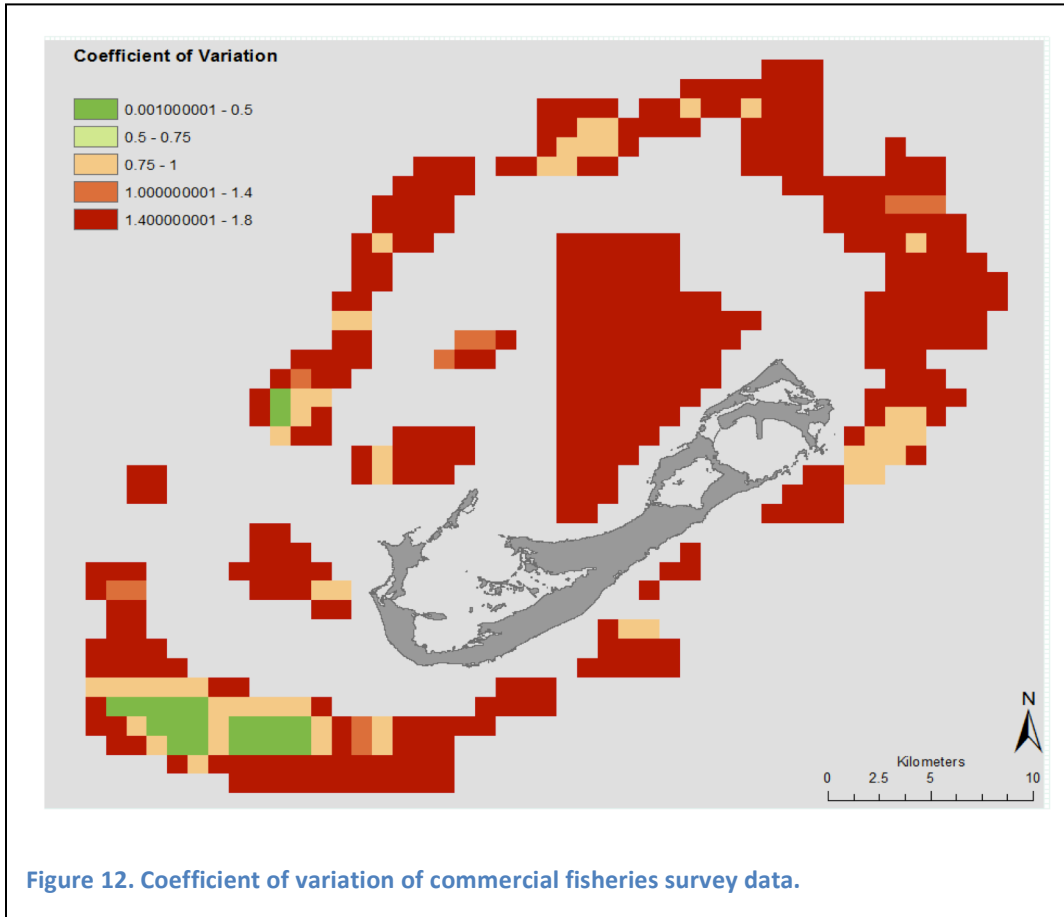 Coefficient of Variation
0.001000001 - 0.5
0.5 - 0.75
0.75 - 1
1.000000001 - 1.4
1.400000001 - 1.8
N
Kilometers
0 2.5 5 10
Figure 12. Coefficient of variation of commercial fisheries survey data.